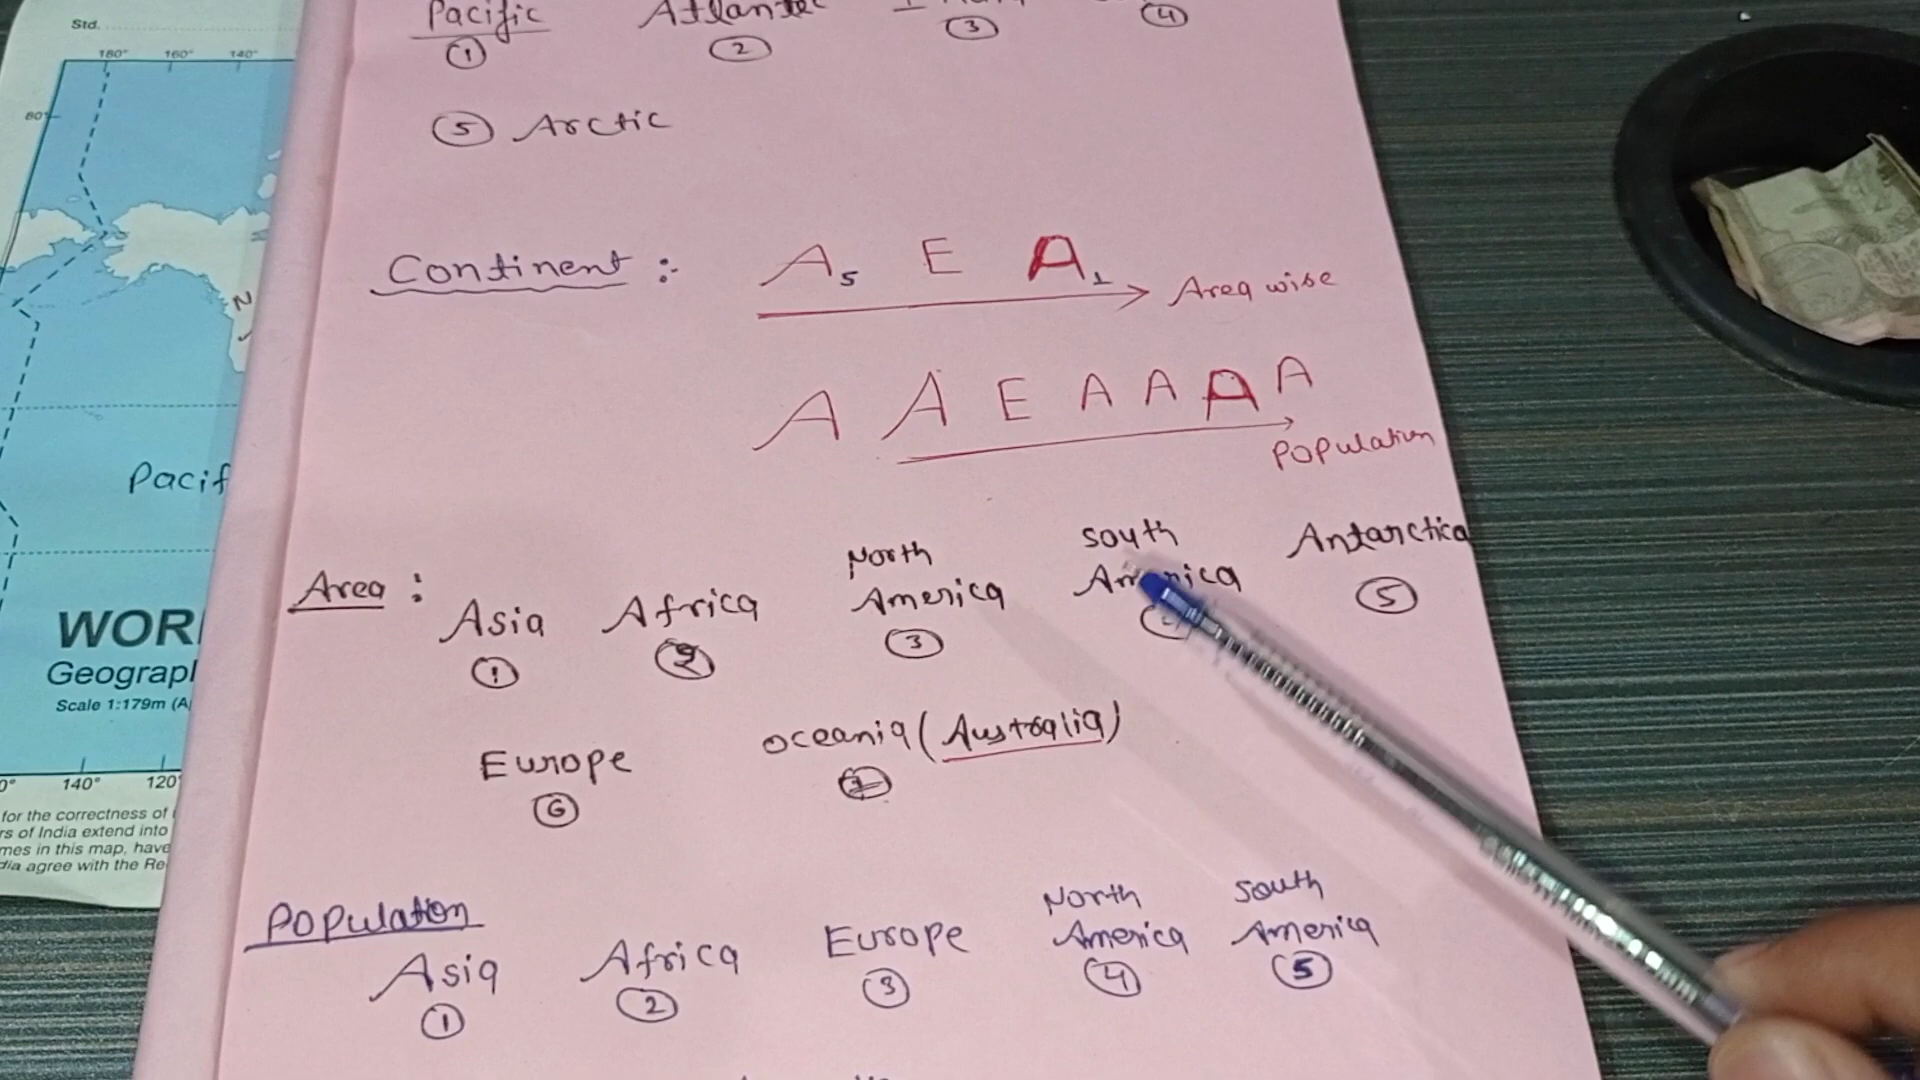 Std.
180° 160° 140°
80°
Pacific Atlantic
① ② ③ ④
⑤ Arctic
Continent :- A5 E A1 Area wise
A A E A A A A
Population
Pacif
Area : Asia Africa North America South America Antarctica
① ② ③ ④ ⑤
Europe Oceania (Australia)
⑥ ⑦
Population
Asia Africa Europe North America South America
① ② ③ ④ ⑤
WOR
Geograph
Scale 1:179m (A
140° 120°
for the correctness of
rs of India extend into
mes in this map, have
dia agree with the Re